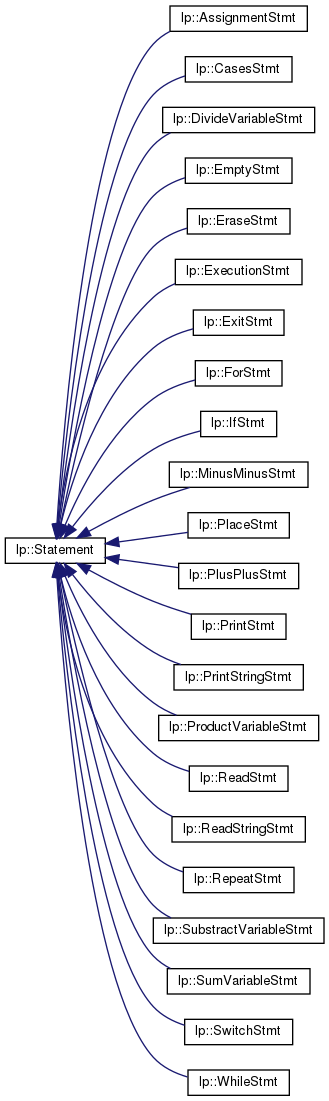 lp::AssignmentStmt
lp::CasesStmt
lp::DivideVariableStmt
lp::EmptyStmt
lp::EraseStmt
lp::ExecutionStmt
lp::ExitStmt
lp::ForStmt
lp::IfStmt
lp::MinusMinusStmt
lp::PlaceStmt
lp::Statement
lp::PlusPlusStmt
lp::PrintStmt
lp::PrintStringStmt
lp::ProductVariableStmt
lp::ReadStmt
lp::ReadStringStmt
lp::RepeatStmt
lp::SubstractVariableStmt
lp::SumVariableStmt
lp::SwitchStmt
lp::WhileStmt